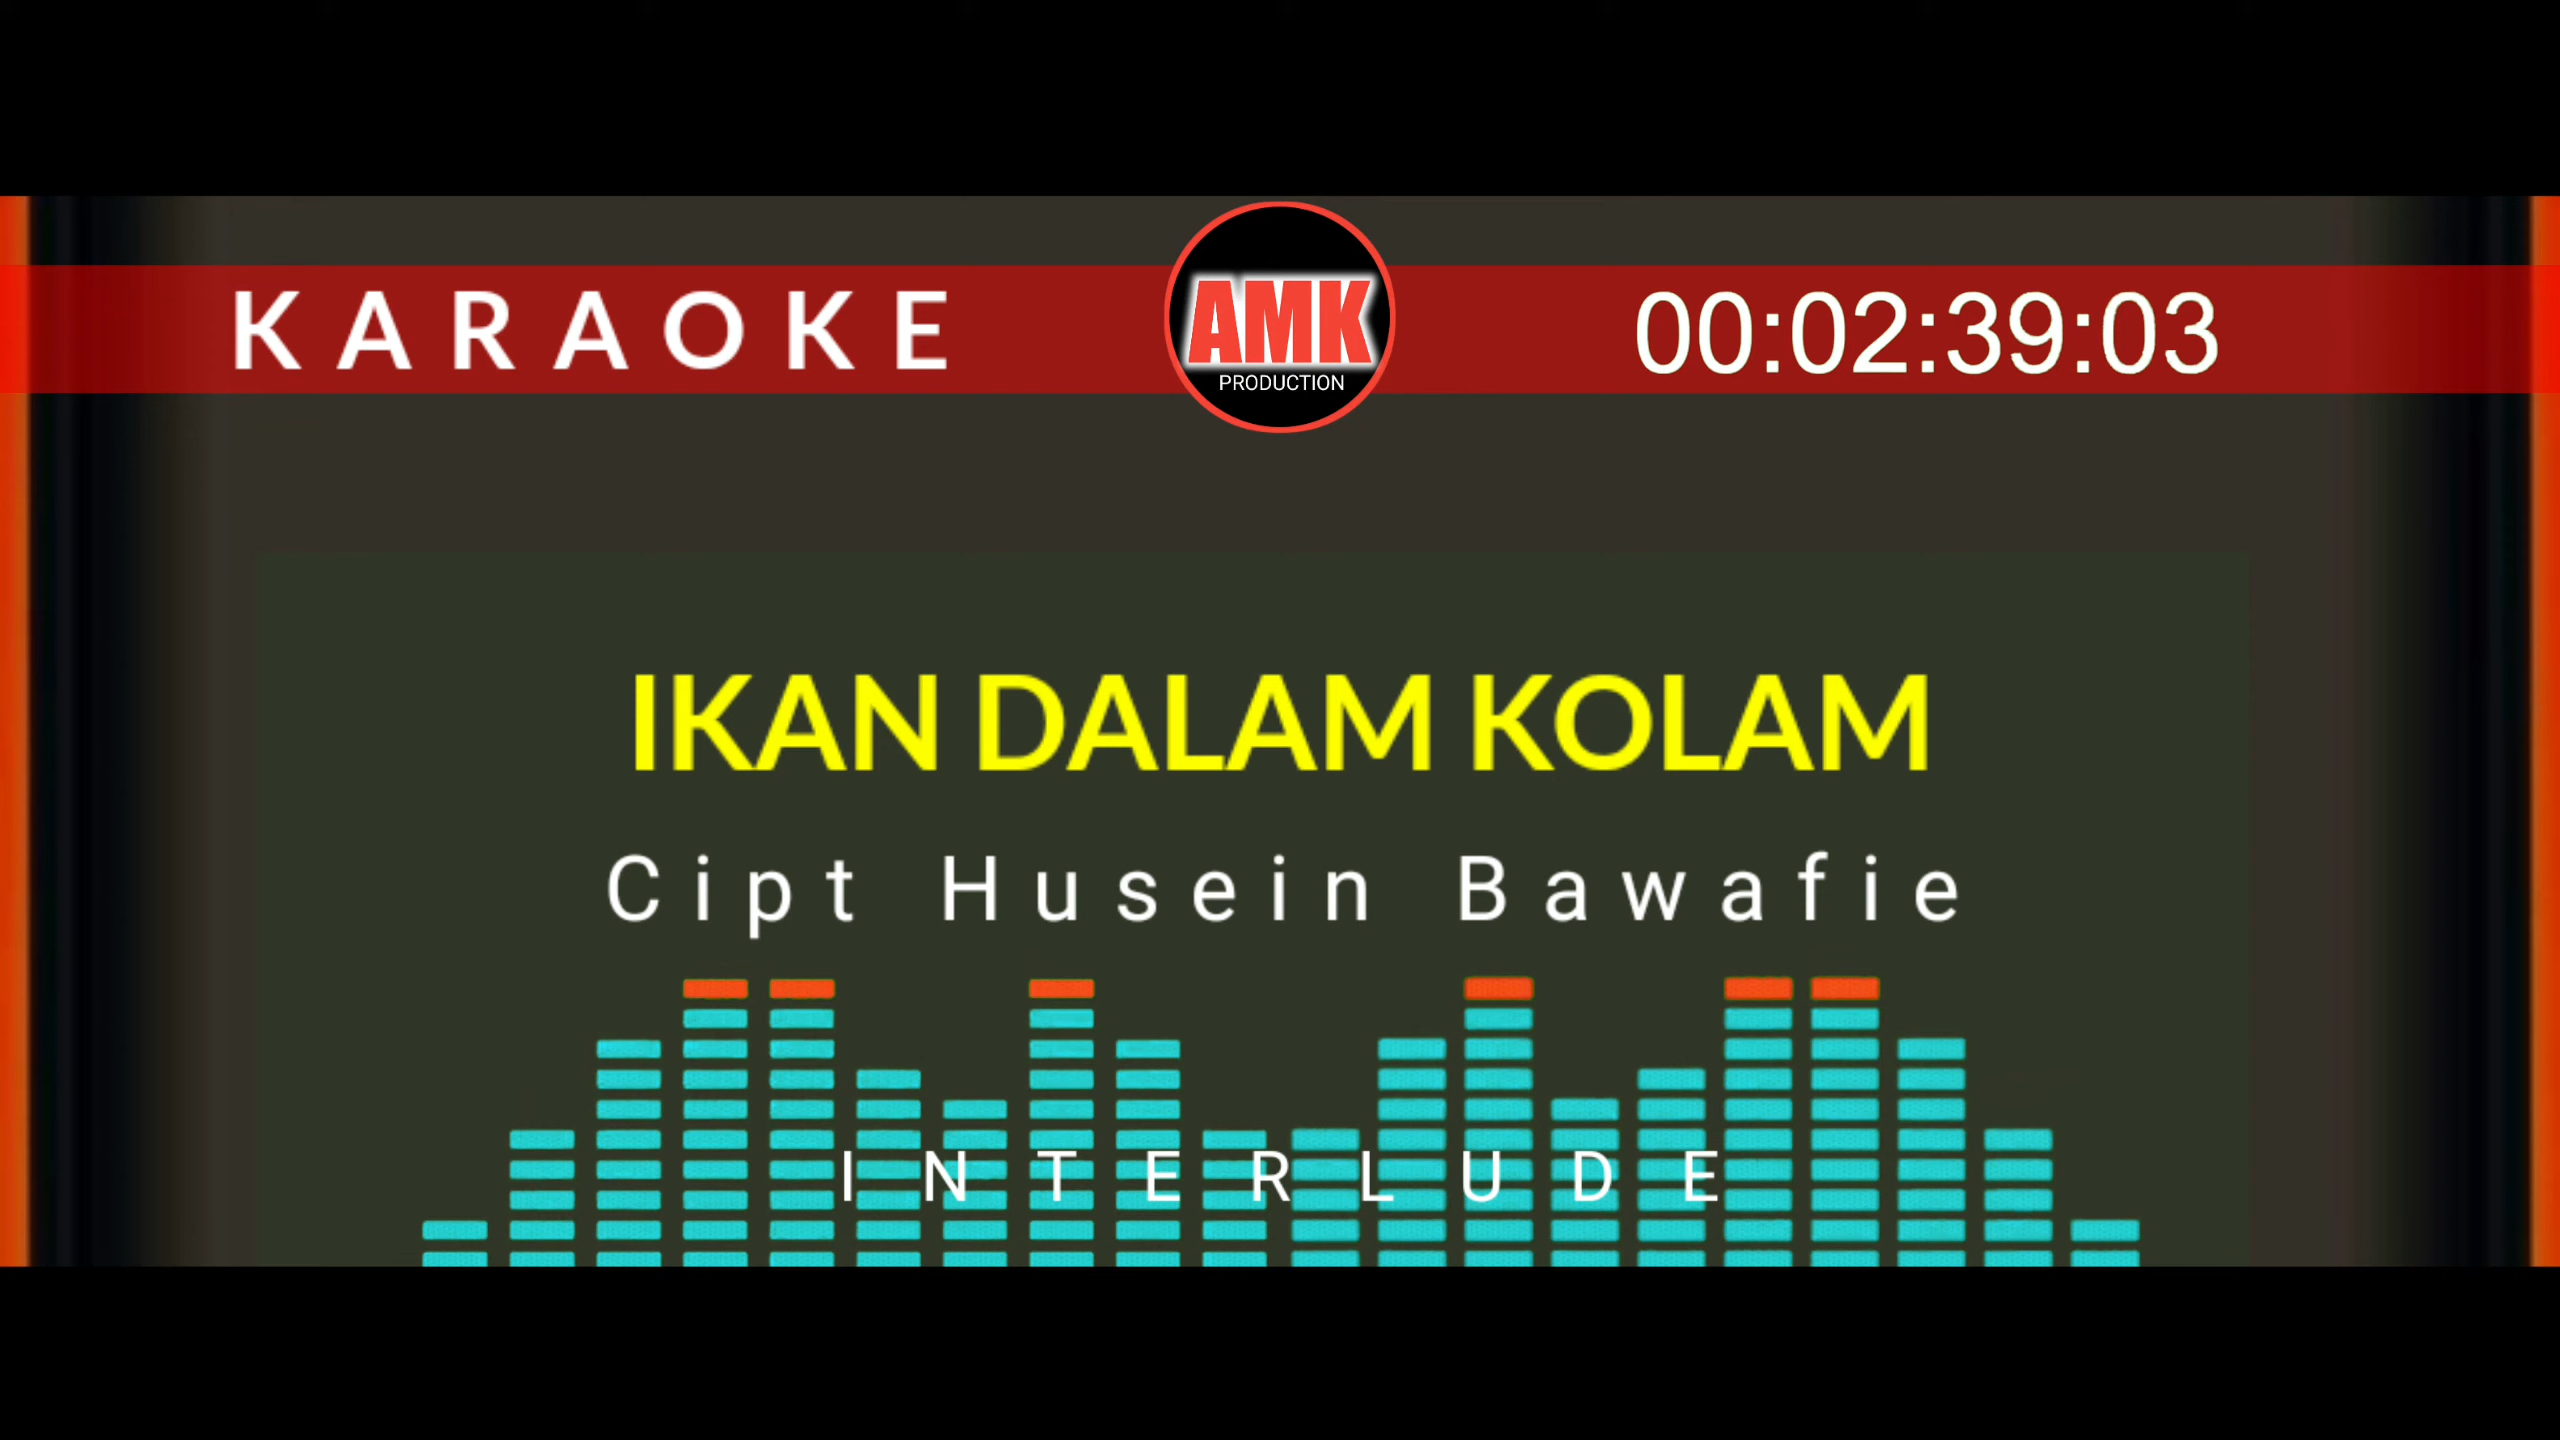 KARAOKE
AMK
PRODUCTION
00:02:39:03
IKAN DALAM KOLAM
Cipt Husein Bawafie
INTERLUDE